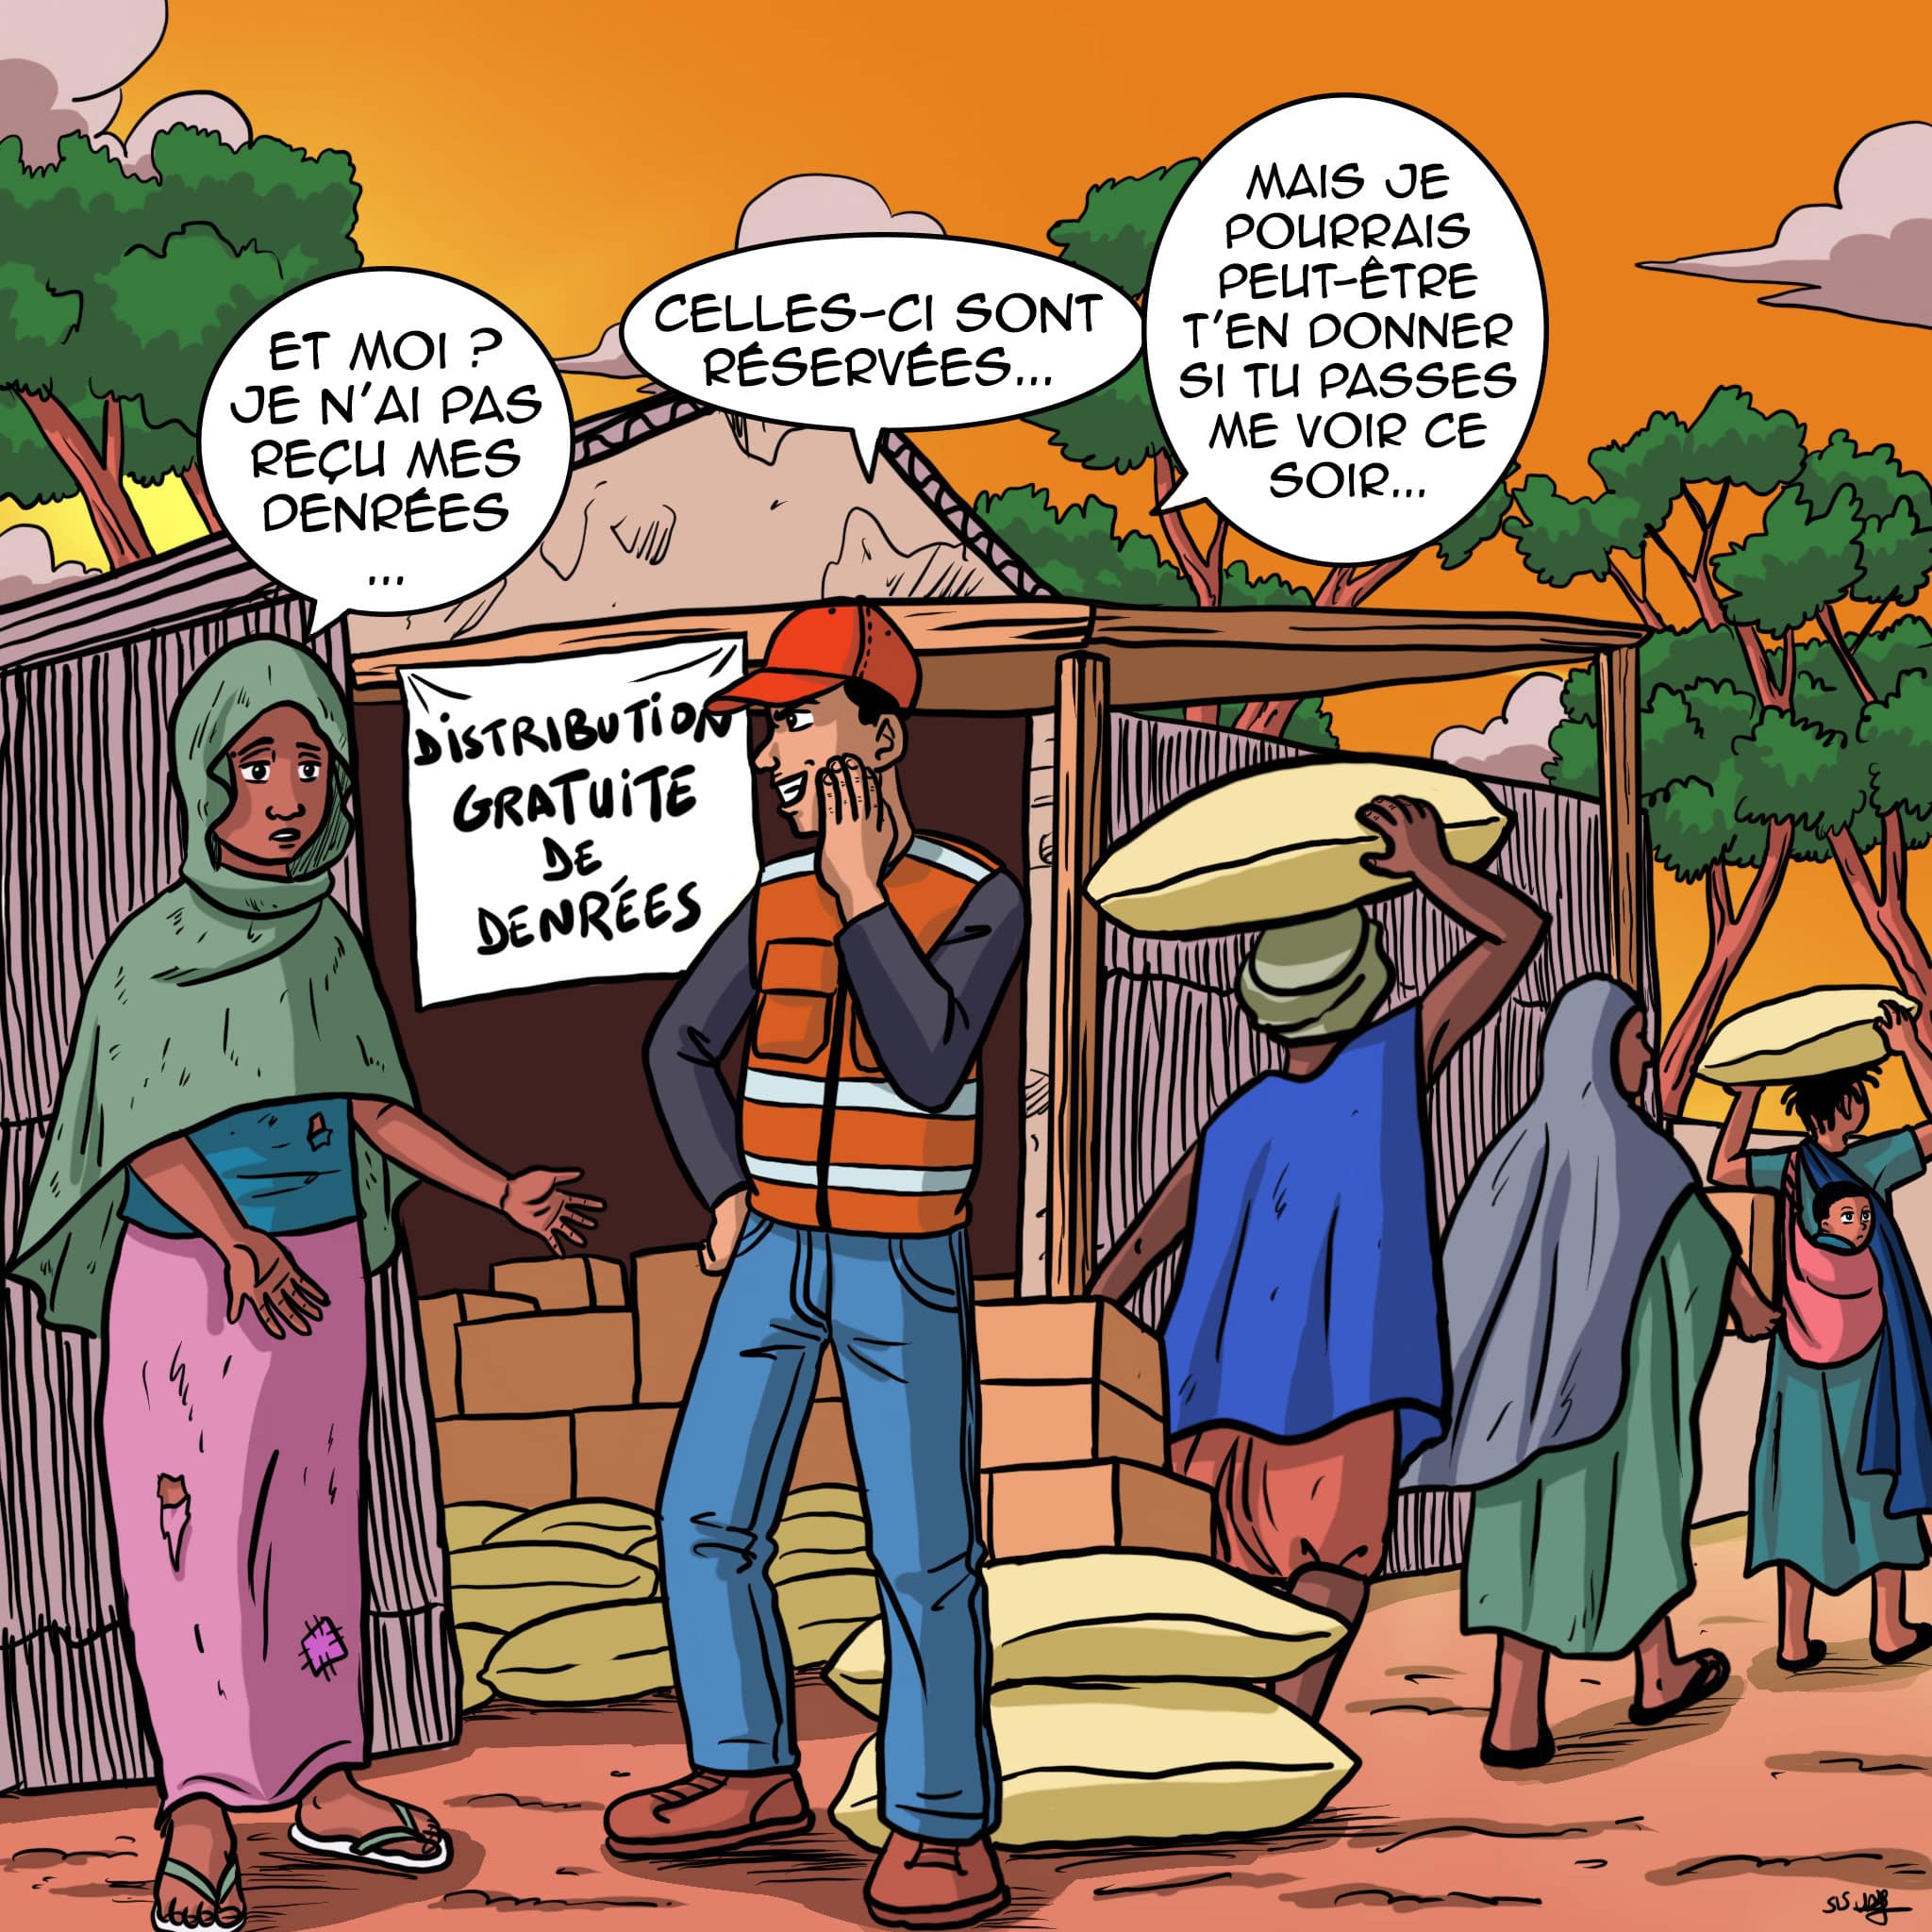 ET MOI ?
JE N'AI PAS
REÇU MES
DENRÉES
...
CELLES-CI SONT
RÉSERVÉES...
MAIS JE
POURRAIS
PEUT-ÊTRE
T'EN DONNER
SI TU PASSES
ME VOIR CE
SOIR...
DISTRIBUTION
GRATUITE
DE
DENRÉES